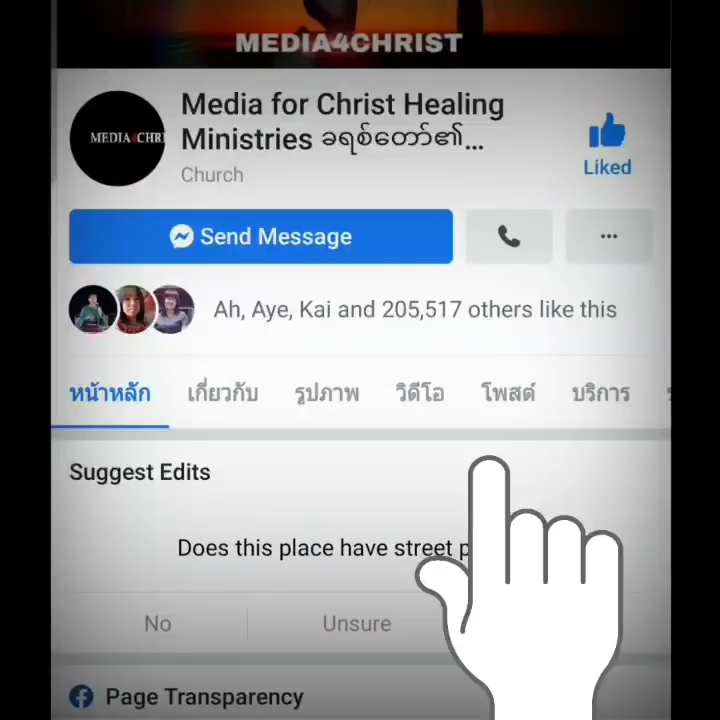 MEDIA4CHRIST
MEDIA4CHRI
Media for Christ Healing
Ministries ခရစ်တော်၏...
Church
Liked
Send Message
Ah, Aye, Kai and 205,517 others like this
หน้าหลัก เกี่ยวกับ รูปภาพ วิดีโอ โพสต์ บริการ
Suggest Edits
Does this place have street p
No Unsure
Page Transparency